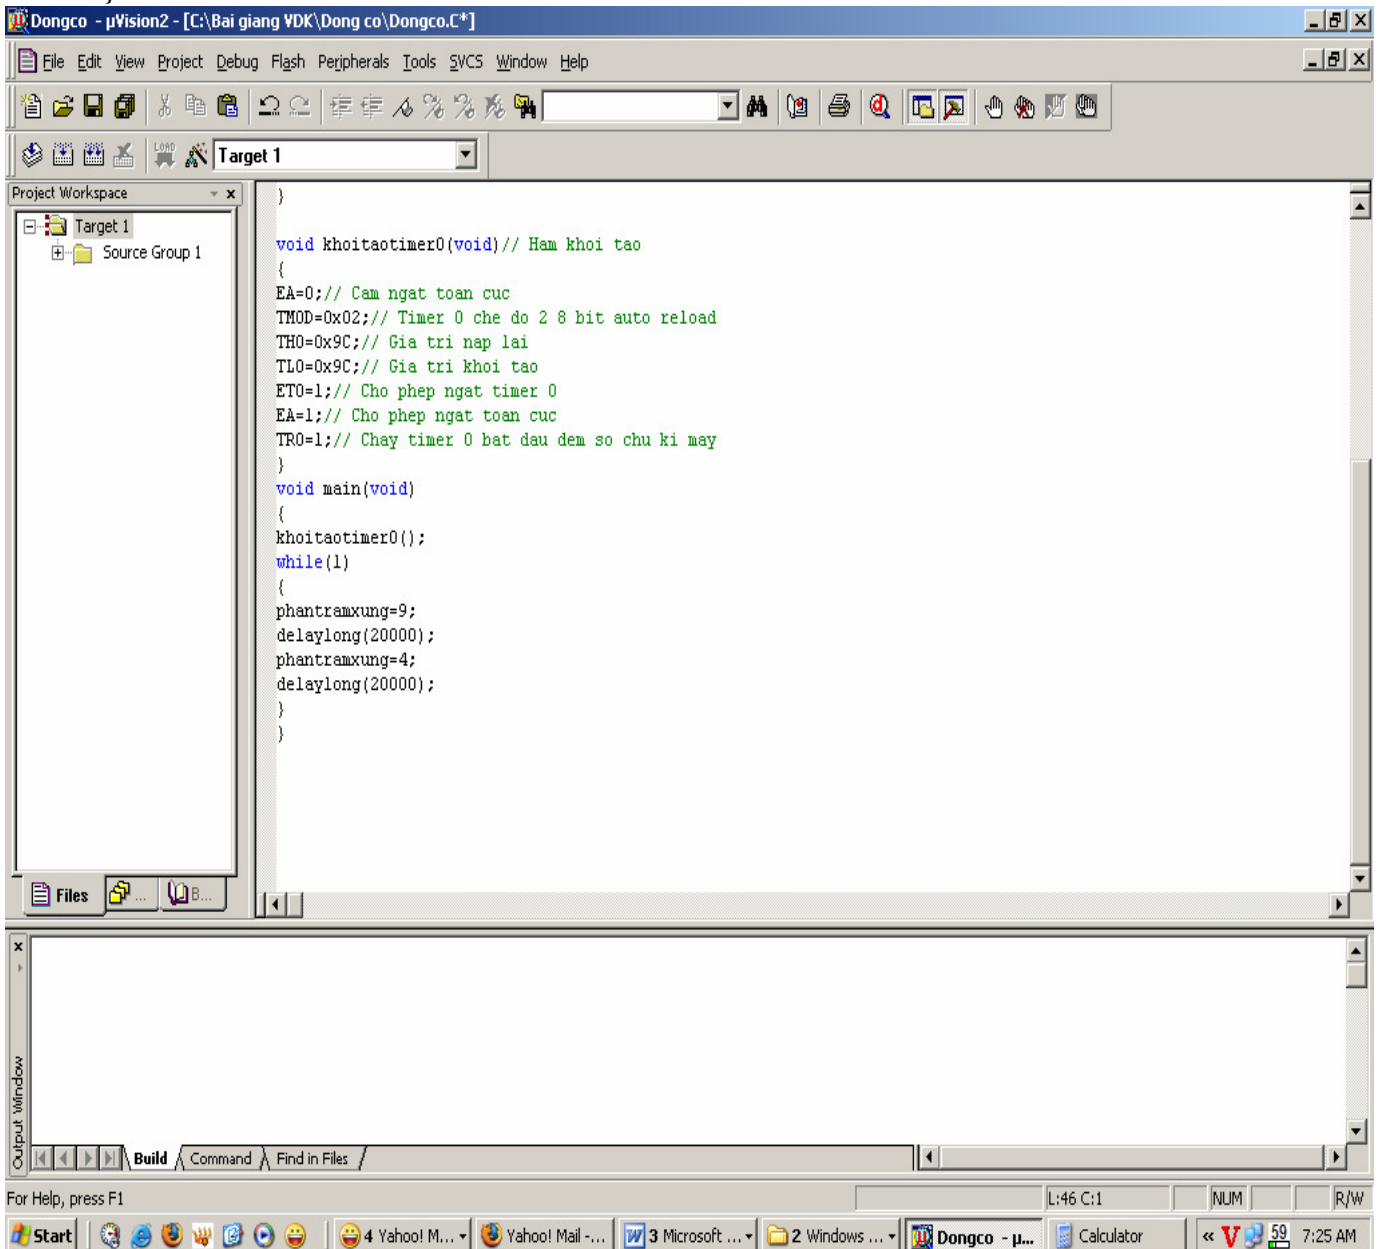 Dongco - µVision2 - [C:\Bai giang VDK\Dong co\Dongco.C*]
File Edit View Project Debug Flash Peripherals Tools SVCS Window Help
LOAD
Target 1
Project Workspace
Target 1
Source Group 1
}
void khoitaotimer0(void)// Ham khoi tao
{
EA=0;// Cam ngat toan cuc
TMOD=0x02;// Timer 0 che do 2 8 bit auto reload
TH0=0x9C;// Gia tri nap lai
TL0=0x9C;// Gia tri khoi tao
ET0=1;// Cho phep ngat timer 0
EA=1;// Cho phep ngat toan cuc
TR0=1;// Chay timer 0 bat dau dem so chu ki may
}
void main(void)
{
khoitaotimer0();
while(1)
{
phantramxung=9;
delaylong(20000);
phantramxung=4;
delaylong(20000);
}
}
Files ... B...
Output Window
Build Command Find in Files
For Help, press F1 L:46 C:1 NUM R/W
Start 4 Yahoo! M... Yahoo! Mail -... 3 Microsoft ... 2 Windows ... Dongco - µ... Calculator « V 59 7:25 AM